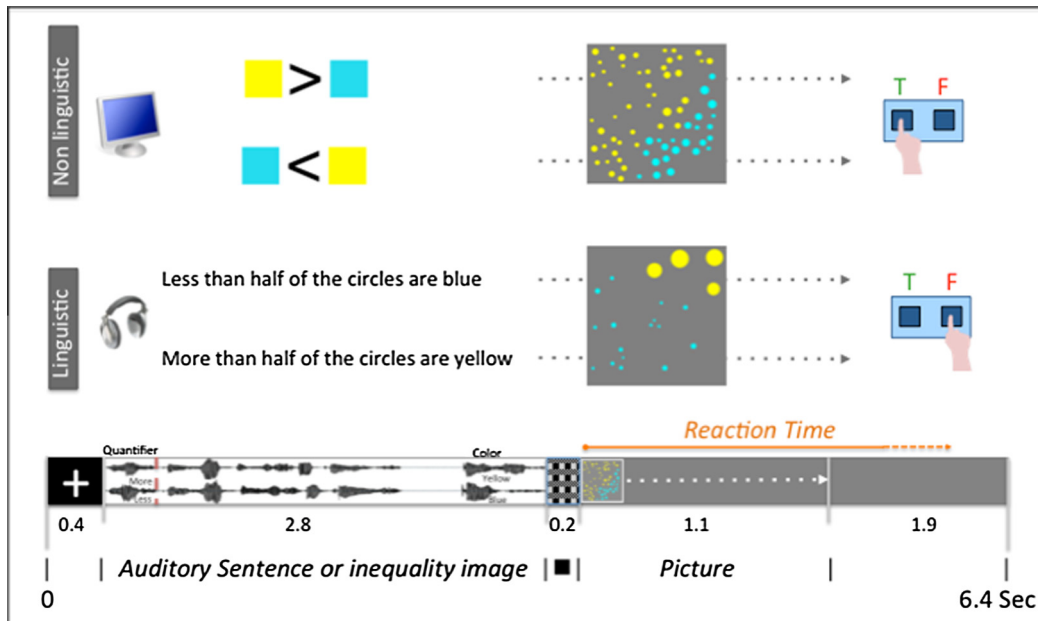 Non linguistic
>
<
T F
Linguistic
Less than half of the circles are blue
More than half of the circles are yellow
T F
Reaction Time
Quantifier
Color
More
Less
Yellow
Blue
0.4 2.8 0.2 1.1 1.9
Auditory Sentence or inequality image
Picture
0
6.4 Sec